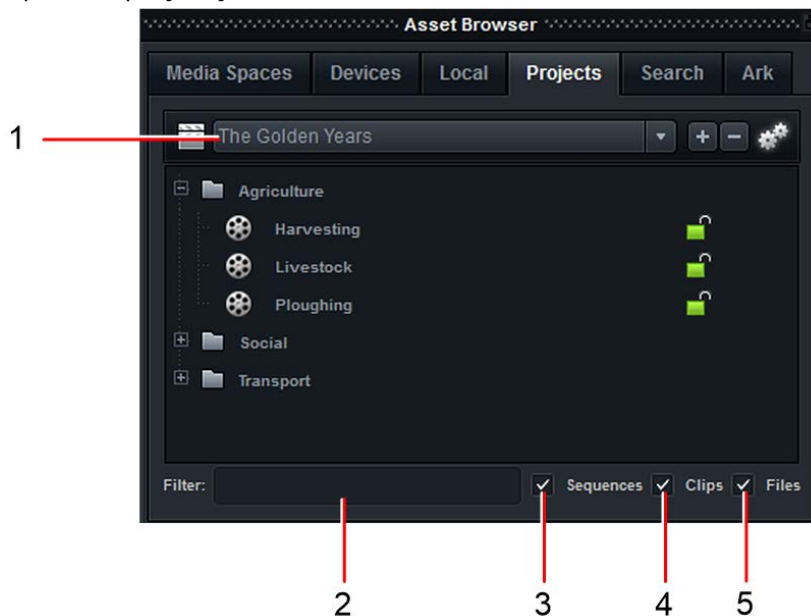 Asset Browser
Media Spaces Devices Local Projects Search Ark
1
The Golden Years
Agriculture
Harvesting
Livestock
Ploughing
Social
Transport
Filter: Sequences Clips Files
2 3 4 5